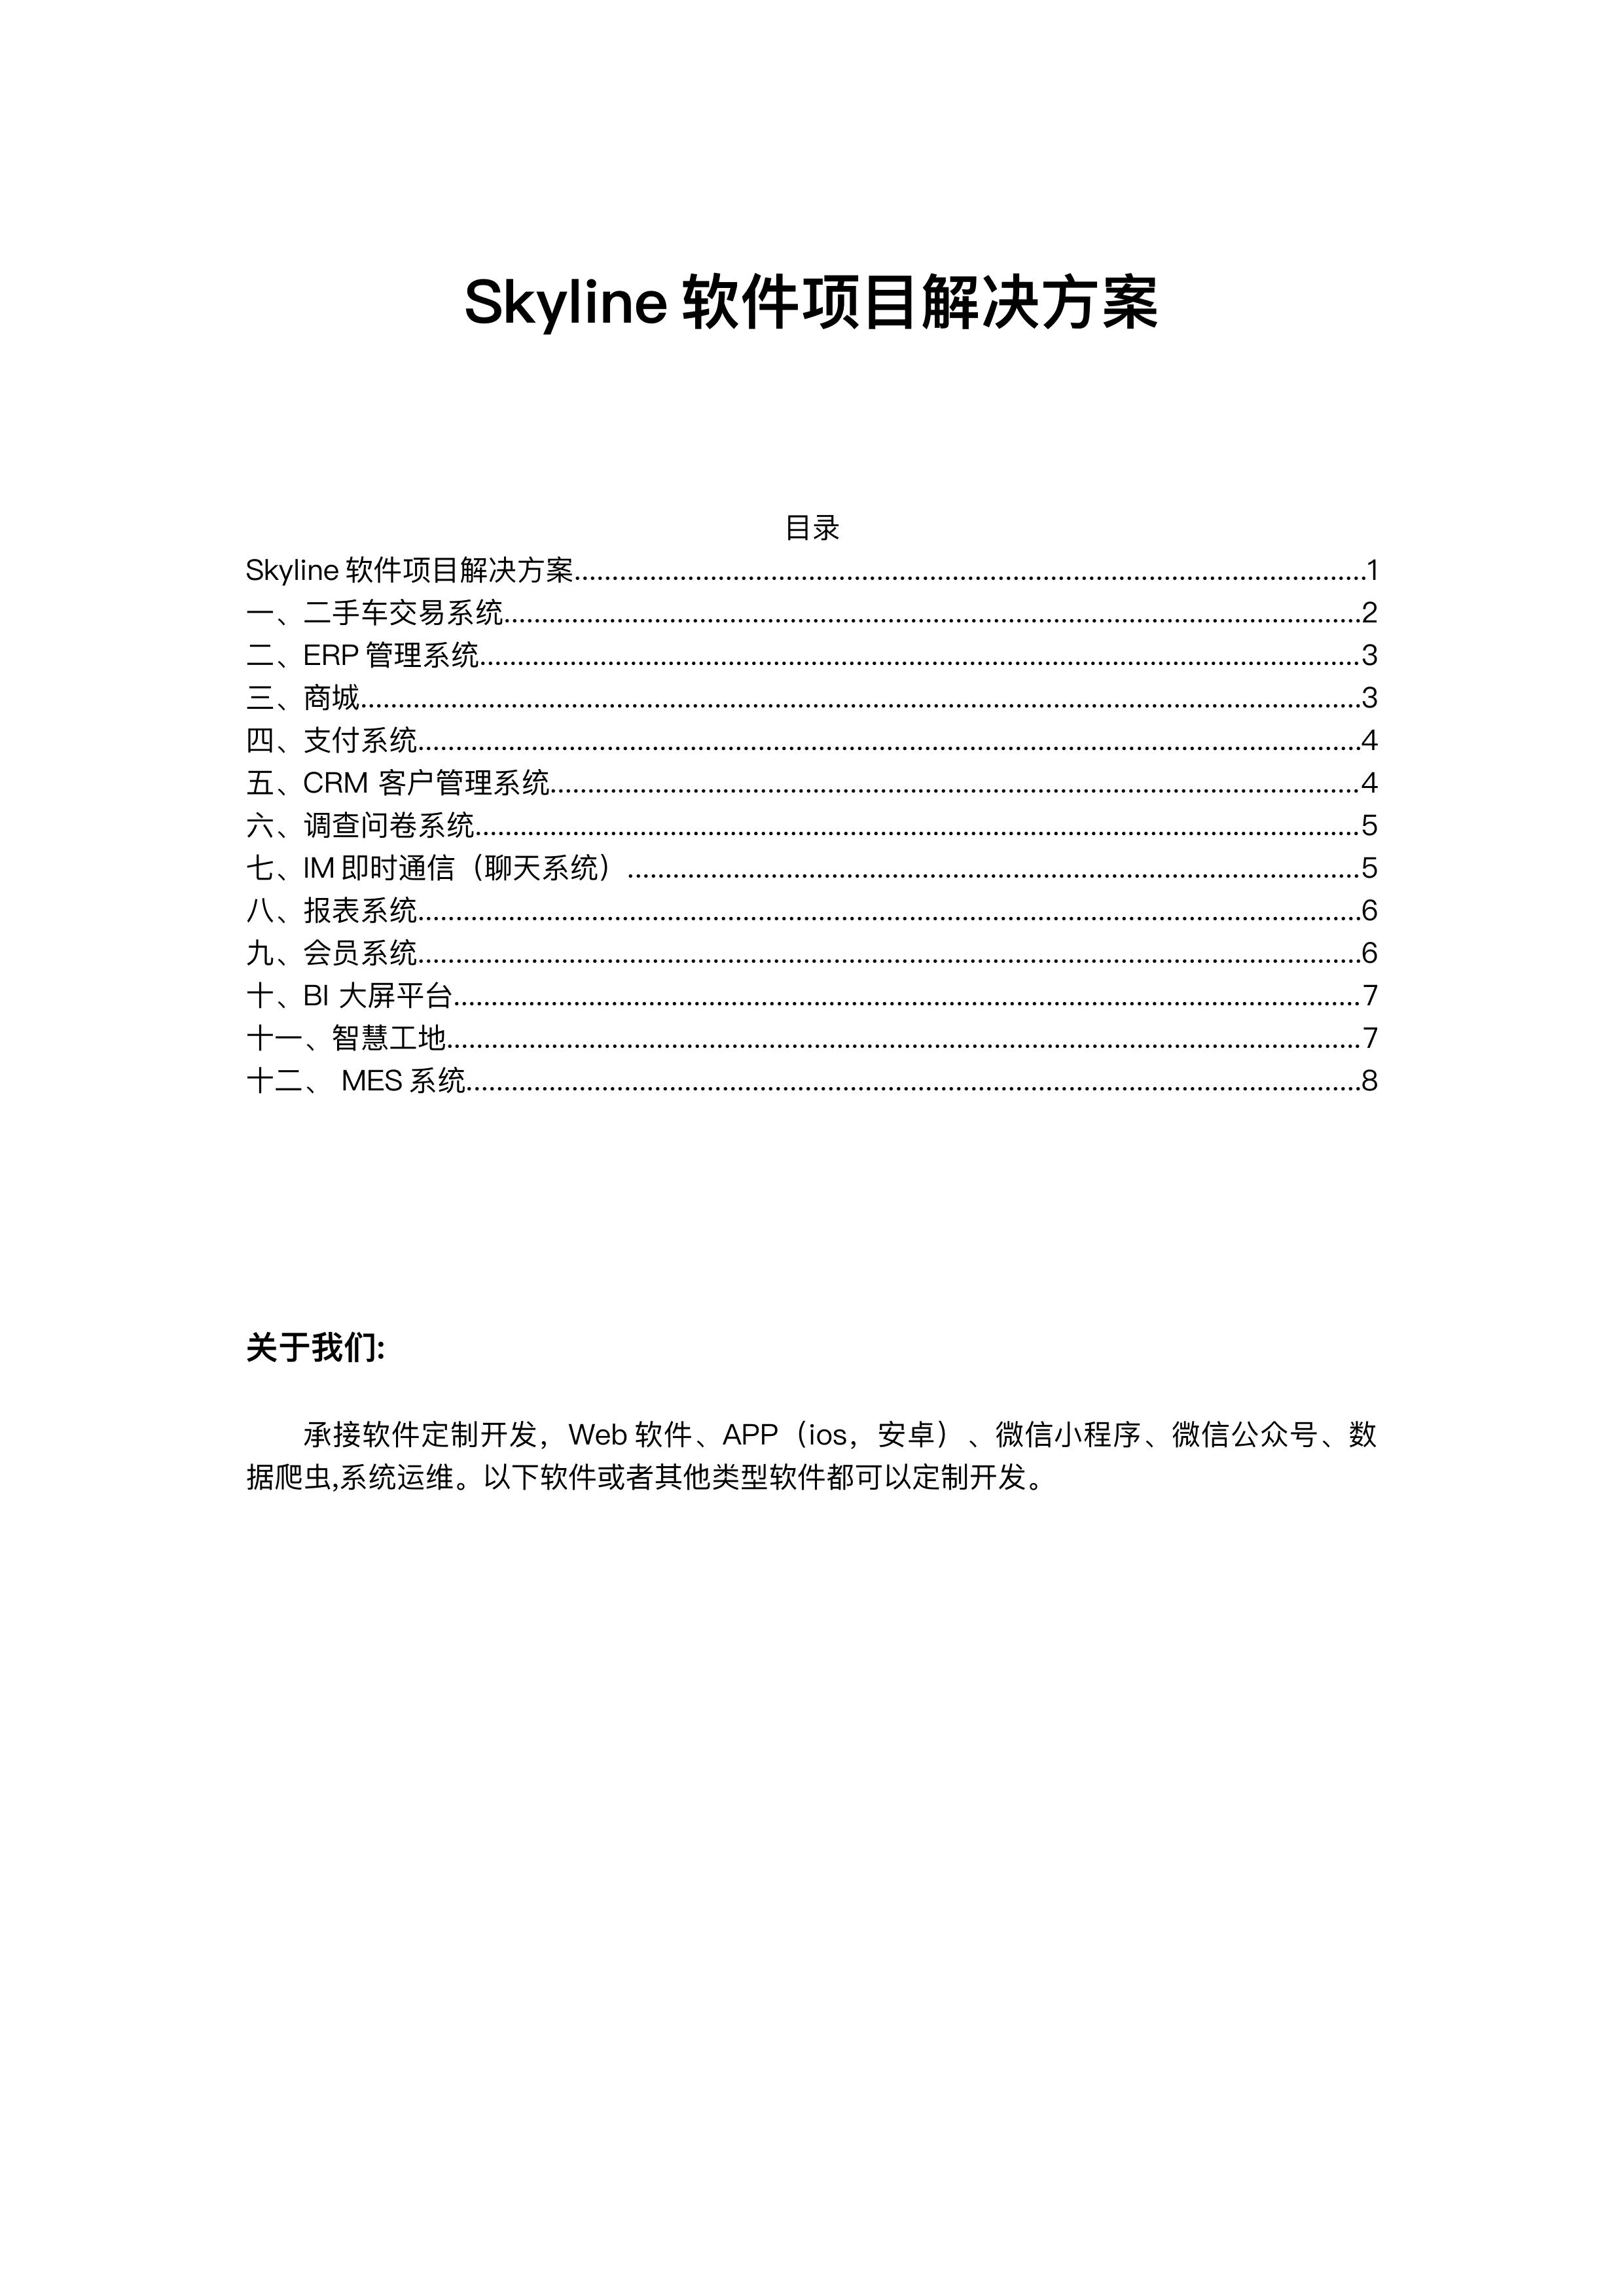 Skyline 软件项目解决方案
目录
Skyline 软件项目解决方案........................................1
一、二手车交易系统........................................2
二、ERP 管理系统........................................3
三、商城........................................3
四、支付系统........................................4
五、CRM 客户管理系统........................................4
六、调查问卷系统........................................5
七、IM 即时通信（聊天系统）........................................5
八、报表系统........................................6
九、会员系统........................................6
十、BI 大屏平台........................................7
十一、智慧工地........................................7
十二、 MES 系统........................................8
关于我们:
承接软件定制开发，Web 软件、APP（ios，安卓）、微信小程序、微信公众号、数
据爬虫,系统运维。以下软件或者其他类型软件都可以定制开发。